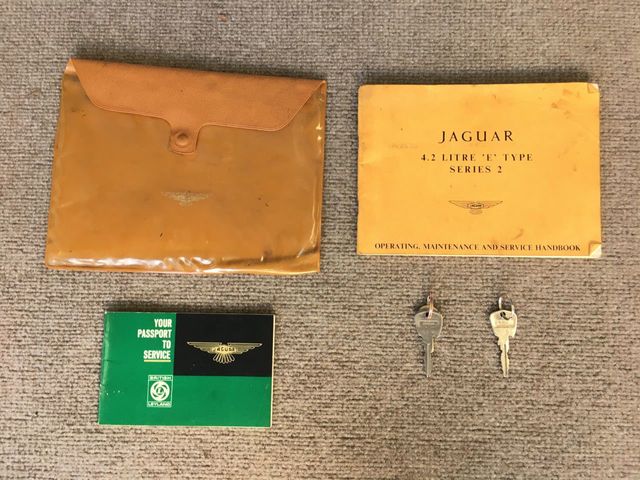 JAGUAR
4.2 LITRE 'E' TYPE
SERIES 2
JAGUAR
OPERATING, MAINTENANCE AND SERVICE HANDBOOK
YOUR
PASSPORT
TO
SERVICE
JAGUAR
BRITISH
LEYLAND